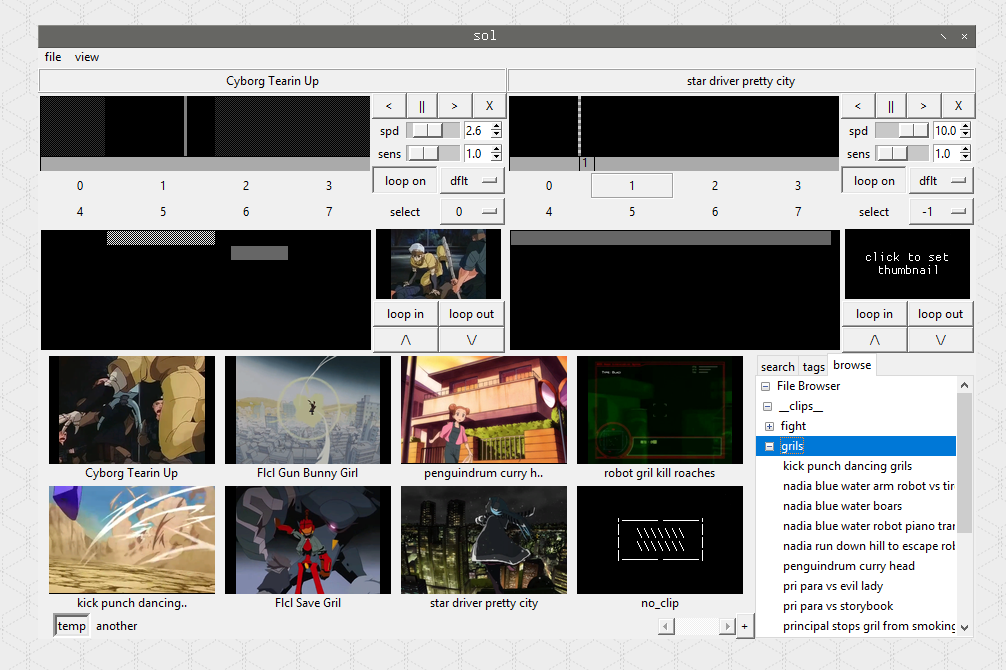 sol
file view
Cyborg Tearin Up
< || > X
spd 2.6
sens 1.0
loop on dflt
0 1 2 3
4 5 6 7
select 0
loop in loop out
/\ \/
star driver pretty city
1
< || > X
spd 10.0
sens 1.0
loop on dflt
0 1 2 3
4 5 6 7
select -1
click to set
thumbnail
loop in loop out
/\ \/
Cyborg Tearin Up
Flcl Gun Bunny Girl
penguindrum curry h..
robot gril kill roaches
kick punch dancing..
Flcl Save Gril
star driver pretty city
no_clip
temp another
+
search tags browse
File Browser
__clips__
fight
grils
kick punch dancing grils
nadia blue water arm robot vs tir
nadia blue water boars
nadia blue water robot piano trar
nadia run down hill to escape rob
penguindrum curry head
pri para vs evil lady
pri para vs storybook
principal stops gril from smoking